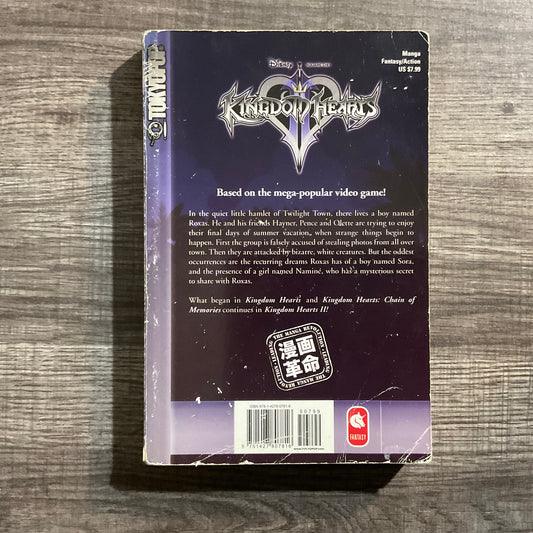 TOKYOPOP
Manga
Fantasy/Action
US $7.99
Disney
KINGDOM HEARTS
Based on the mega-popular video game!
In the quiet little hamlet of Twilight Town, there lives a boy named
Roxas. He and his friends Hayner, Pence and Olette are trying to enjoy
their final days of summer vacation, when strange things begin to
happen. First the group is falsely accused of stealing photos from all over
town. Then they are attacked by bizarre, white creatures. But the oddest
occurrences are the recurring dreams Roxas has of a boy named Sora,
and the presence of a girl named Naminé, who has a mysterious secret
to share with Roxas.
What began in Kingdom Hearts and Kingdom Hearts: Chain of
Memories continues in Kingdom Hearts II!
THE MANGA REVOLUTION
漫画
革命
50799
FANTASY